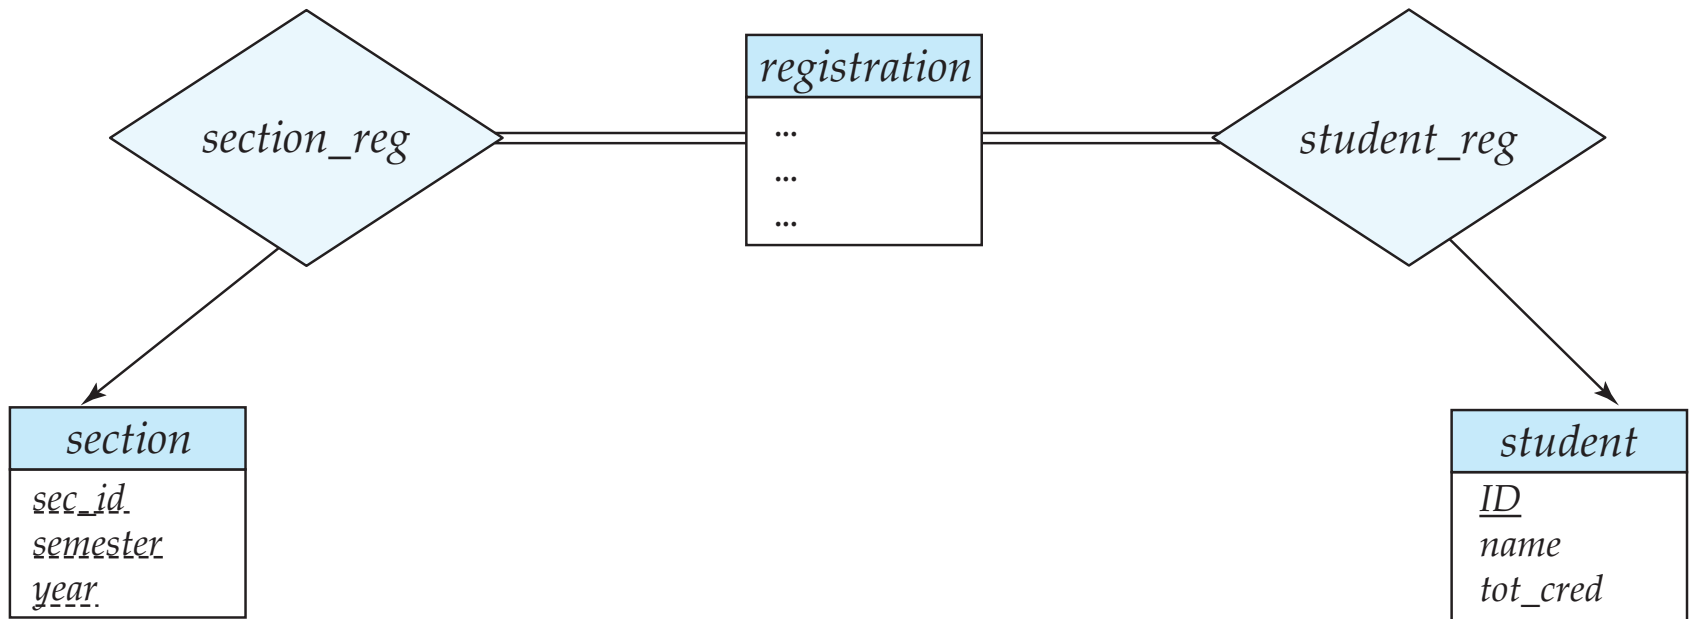 section_reg
registration
...
...
...
student_reg
section
sec_id
semester
year
student
ID
name
tot_cred